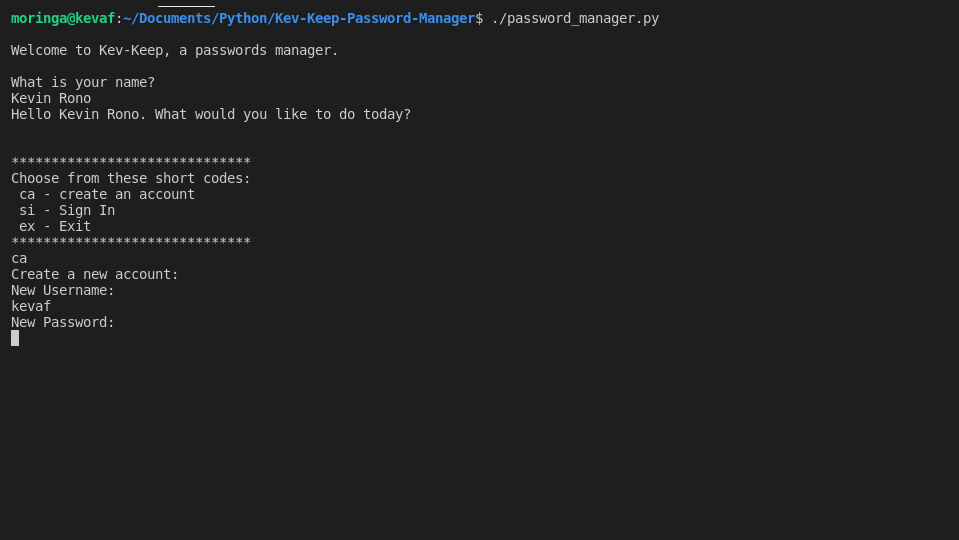 moringa@kevaf:~/Documents/Python/Kev-Keep-Password-Manager$ ./password_manager.py
Welcome to Kev-Keep, a passwords manager.
What is your name?
Kevin Rono
Hello Kevin Rono. What would you like to do today?
******************************
Choose from these short codes:
 ca - create an account
 si - Sign In
 ex - Exit
******************************
ca
Create a new account:
New Username:
kevaf
New Password: